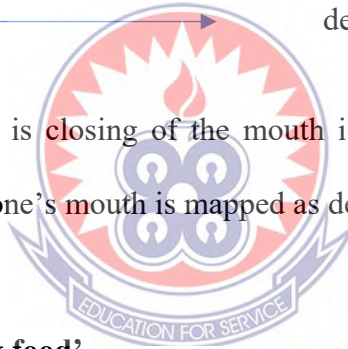 de
is closing of the mouth i
one’s mouth is mapped as de
EDUCATION FOR SERVICE
food’